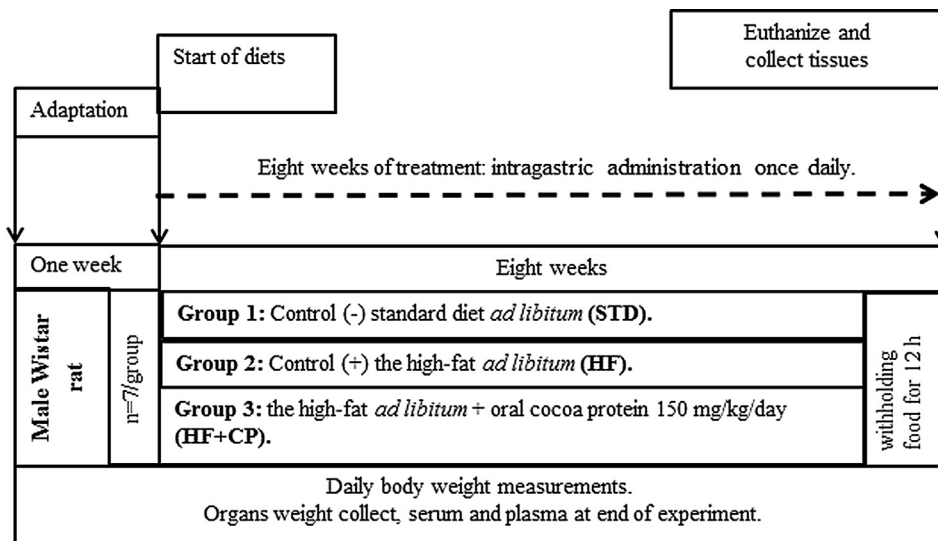 Start of diets
Euthanize and
collect tissues
Adaptation
Eight weeks of treatment: intragastric administration once daily.
One week
Eight weeks
Male Wistar
rat
n=7/group
Group 1: Control (-) standard diet ad libitum (STD).
Group 2: Control (+) the high-fat ad libitum (HF).
Group 3: the high-fat ad libitum + oral cocoa protein 150 mg/kg/day
(HF+CP).
withholding
food for 12 h
Daily body weight measurements.
Organs weight collect, serum and plasma at end of experiment.